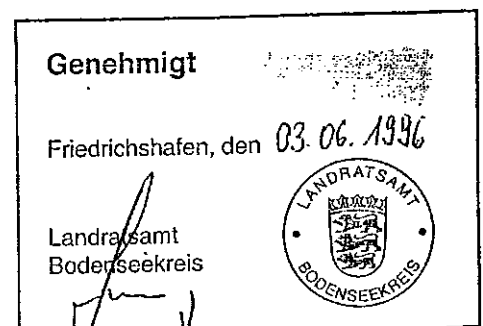 Genehmigt
Friedrichshafen, den 03. 06. 1996
Landratsamt
Bodenseekreis
LANDRATSAMT
BODENSEEKREIS